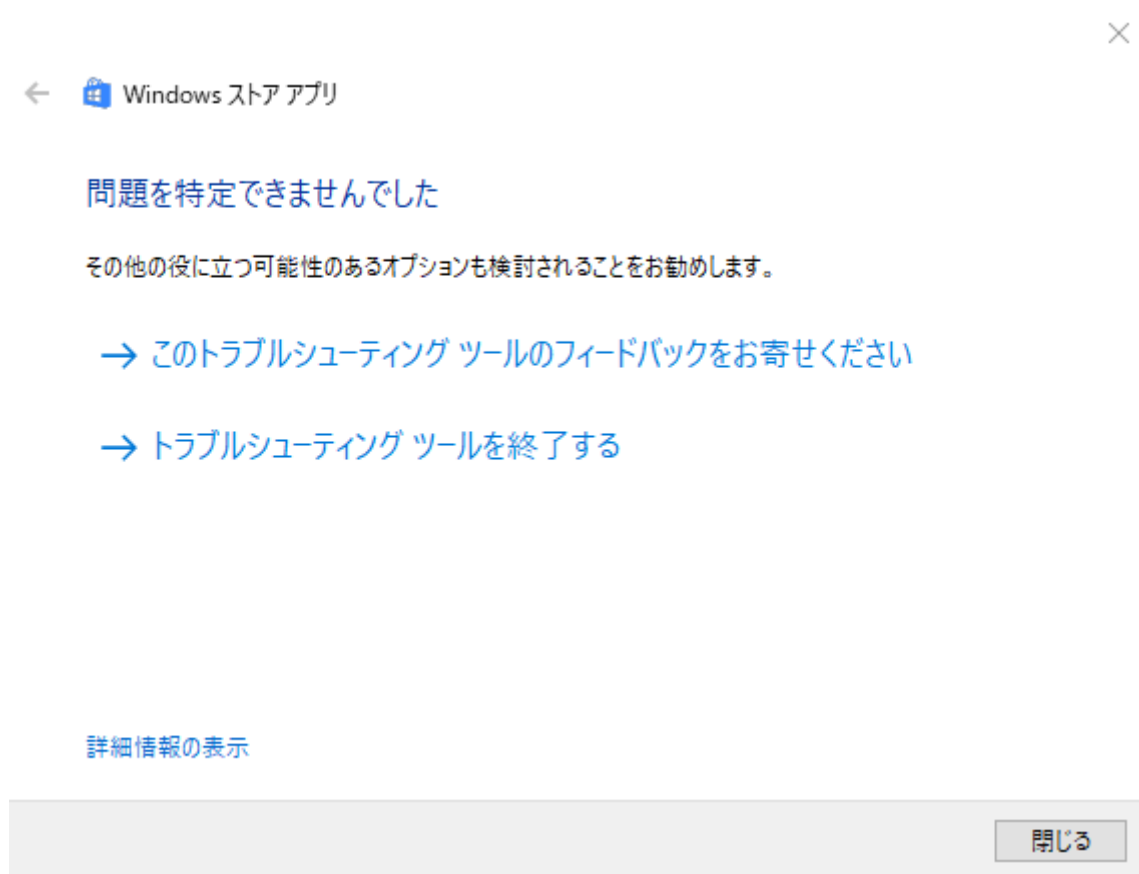 Windows ストア アプリ
問題を特定できませんでした
その他の役に立つ可能性のあるオプションも検討されることをお勧めします。
→ このトラブルシューティング ツールのフィードバックをお寄せください
→ トラブルシューティング ツールを終了する
詳細情報の表示
閉じる